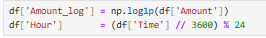 df['Amount_log'] = np.log1p(df['Amount'])
df['Hour']       = (df['Time'] // 3600) % 24